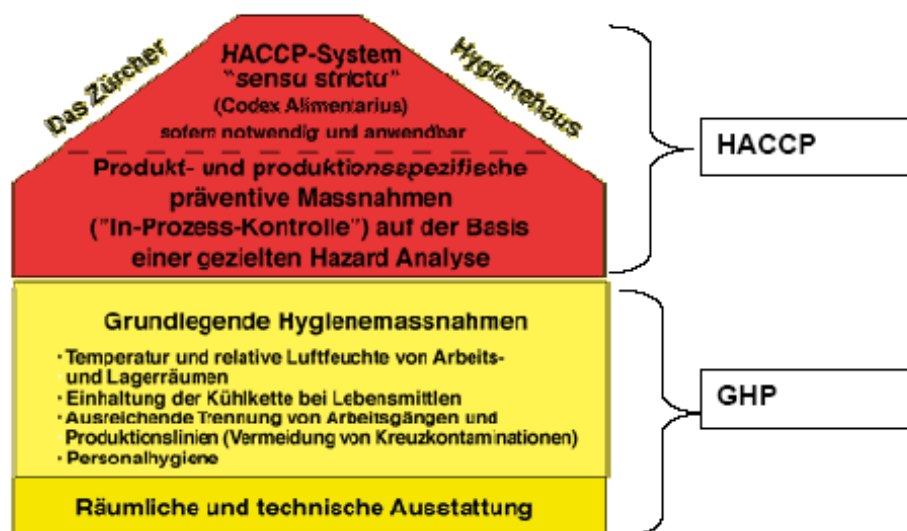 Das Zürcher
Hygienehaus
HACCP-System
"sensu strictu"
(Codex Alimentarius)
sofern notwendig und anwendbar
Produkt- und produktionsspezifische
präventive Massnahmen
("In-Prozess-Kontrolle") auf der Basis
einer gezielten Hazard Analyse
HACCP
Grundlegende Hygienemassnahmen
· Temperatur und relative Luftfeuchte von Arbeits-
und Lagerräumen
· Einhaltung der Kühlkette bei Lebensmittlen
· Ausreichende Trennung von Arbeitsgängen und
Produktionslinien (Vermeidung von Kreuzkontaminationen)
· Personalhygiene
GHP
Räumliche und technische Ausstattung